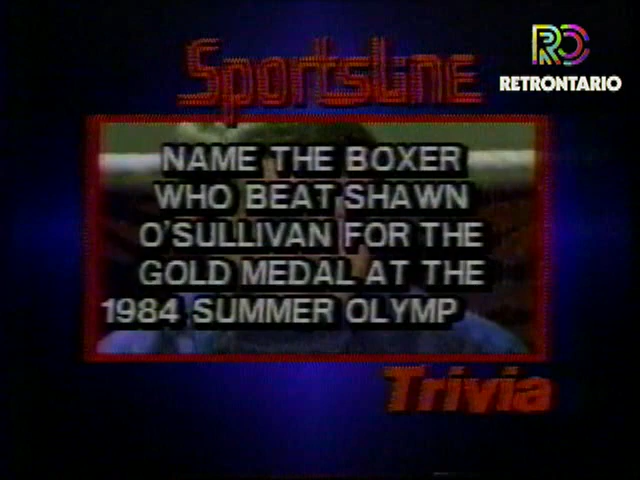 Sportsline
RC
RETRONTARIO
NAME THE BOXER
WHO BEAT SHAWN
O'SULLIVAN FOR THE
GOLD MEDAL AT THE
1984 SUMMER OLYMP
Trivia